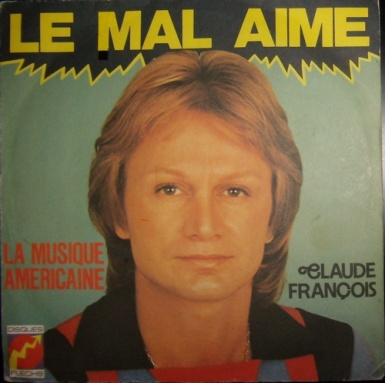 LE MAL AIME
LA MUSIQUE
AMERICAINE
CLAUDE
FRANÇOIS
DISQUES
FLECHE